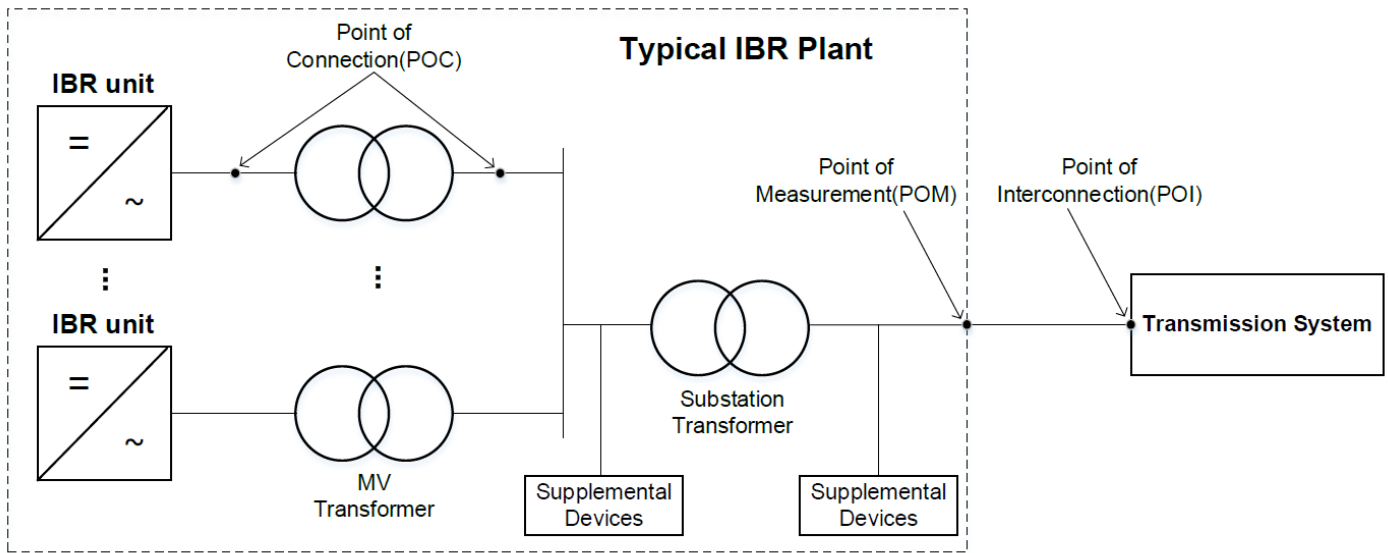 Typical IBR Plant
Point of
Connection(POC)
IBR unit
=
~
Point of
Measurement(POM)
Point of
Interconnection(POI)
IBR unit
=
~
Transmission System
Substation
Transformer
MV
Transformer
Supplemental
Devices
Supplemental
Devices